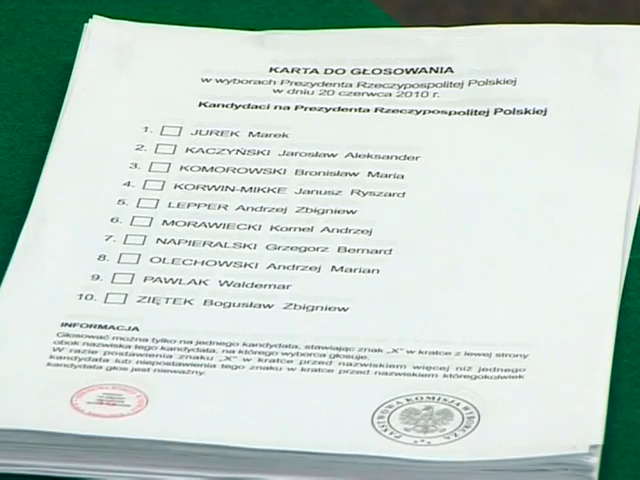 KARTA DO GŁOSOWANIA
w wyborach Prezydenta Rzeczypospolitej Polskiej
w dniu 20 czerwca 2010 r.
Kandydaci na Prezydenta Rzeczypospolitej Polskiej
1. JUREK Marek
2. KACZYŃSKI Jarosław Aleksander
3. KOMOROWSKI Bronisław Maria
4. KORWIN-MIKKE Janusz Ryszard
5. LEPPER Andrzej Zbigniew
6. MORAWIECKI Kornel Andrzej
7. NAPIERALSKI Grzegorz Bernard
8. OLECHOWSKI Andrzej Marian
9. PAWLAK Waldemar
10. ZIĘTEK Bogusław Zbigniew
INFORMACJA
Głosować można tylko na jednego kandydata, stawiając znak „X” w kratce z lewej strony
obok nazwiska tego kandydata, na którego wyborca głosuje.
W razie postawienia znaku „X” w kratce przed nazwiskiem więcej niż jednego
kandydata lub niepostawienia tego znaku w kratce przed nazwiskiem któregokolwiek
kandydata głos jest nieważny.
PAŃSTWOWA KOMISJA WYBORCZA